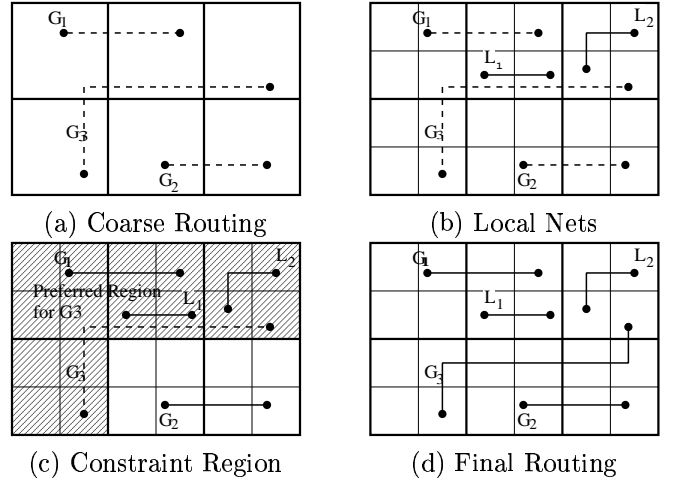 G1
G3
G2
(a) Coarse Routing
G1
L2
L1
G3
G2
(b) Local Nets
G1
L2
Preferred Region
for G3
L1
G3
G2
(c) Constraint Region
G1
L2
L1
G3
G2
(d) Final Routing